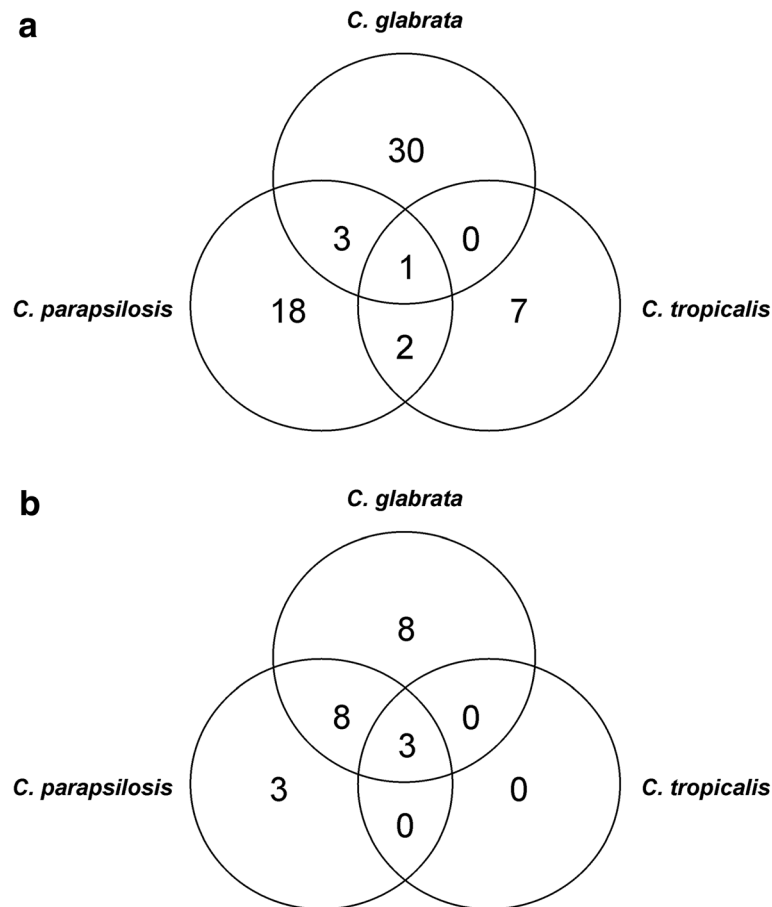 a
C. glabrata
30
3
0
1
C. parapsilosis
18
7
C. tropicalis
2
b
C. glabrata
8
8
0
3
C. parapsilosis
3
0
C. tropicalis
0